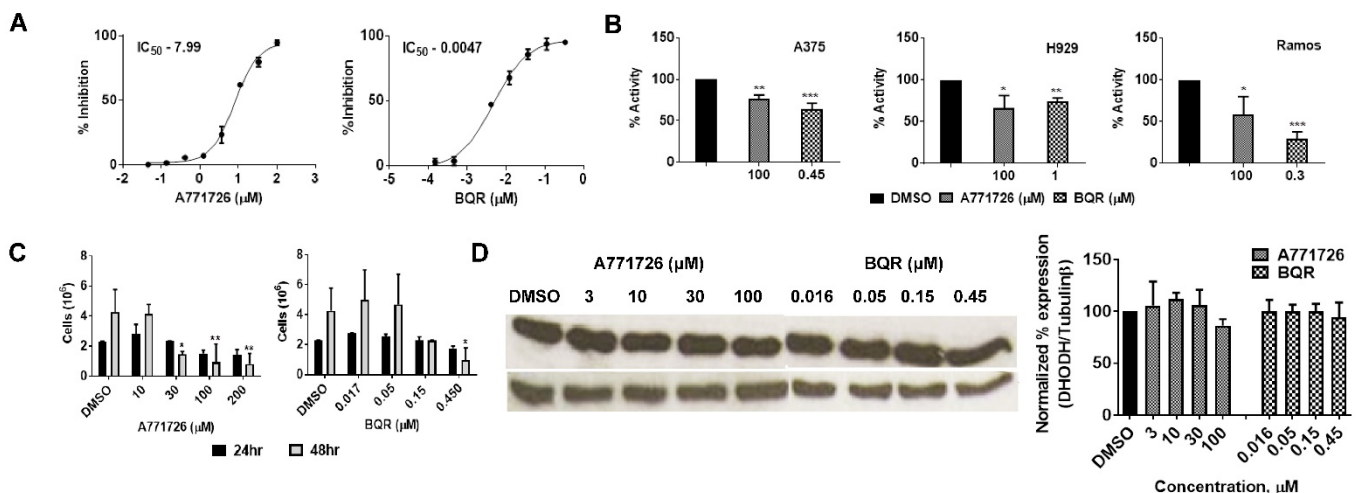 A
% Inhibition
100
50
0
IC50 - 7.99
-2 -1 0 1 2 3
A771726 (µM)
%Inhibition
100
50
0
IC50 - 0.0047
-5 -4 -3 -2 -1 0
BQR (µM)
B
A375
% Activity
150
100
50
0
**
***
100 0.45
H929
% Activity
150
100
50
0
*
**
100 1
Ramos
% Activity
150
100
50
0
*
***
100 0.3
DMSO A771726 (µM) BQR (µM)
C
Cells (10⁶)
8
6
4
2
0
* ** **
DMSO 10 30 100 200
A771726 (µM)
Cells (10⁶)
8
6
4
2
0
*
DMSO 0.017 0.05 0.15 0.450
BQR (µM)
24hr 48hr
D
A771726 (µM) BQR (µM)
DMSO 3 10 30 100 0.016 0.05 0.15 0.45
Normalized % expression
(DHODH/Tubulinβ)
200
150
100
50
0
A771726
BQR
DMSO 3 10 30 100 0.016 0.05 0.15 0.45
Concentration, µM